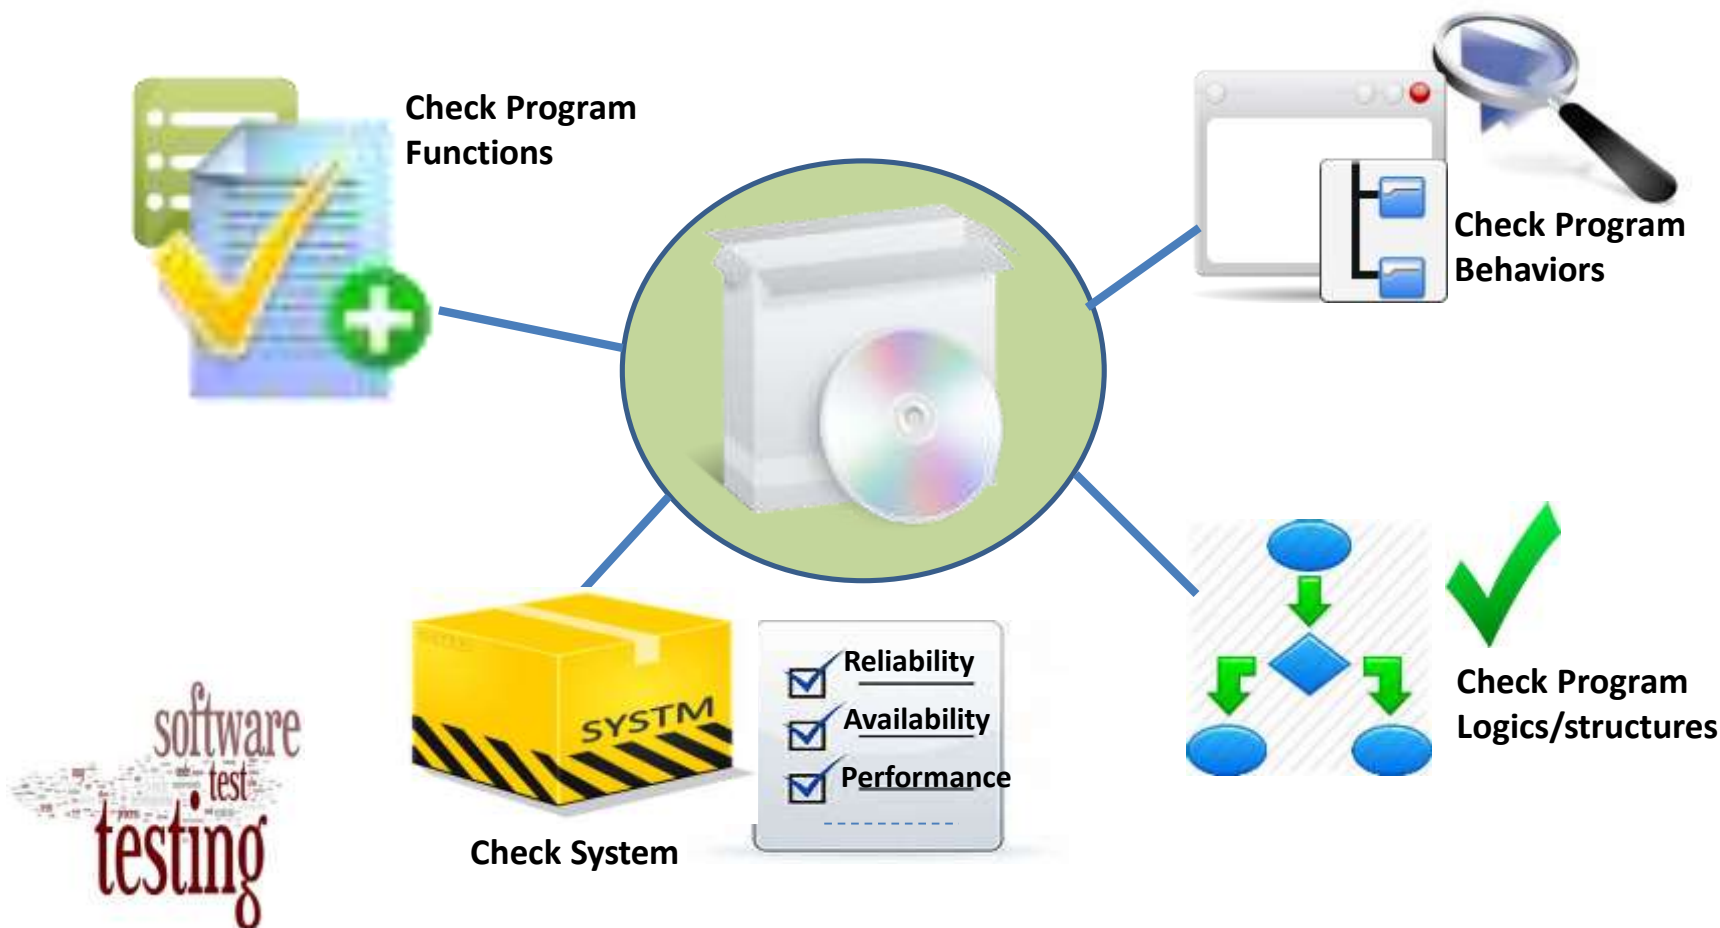 Check Program
Functions
Check Program
Behaviors
SYSTM
Reliability
Availability
Performance
Check System
Check Program
Logics/structures
software
test
testing